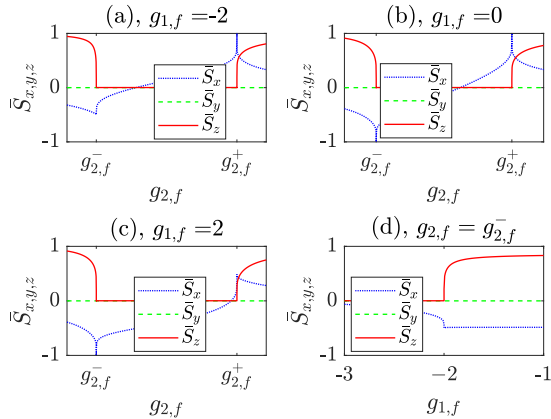 (a), g₁,f =-2
(b), g₁,f =0
S̄x,y,z
1
0
-1
S̄x
S̄y
S̄z
g⁻₂,f
g⁺₂,f
g₂,f
S̄x,y,z
1
0
-1
S̄x
S̄y
S̄z
g⁻₂,f
g⁺₂,f
g₂,f
(c), g₁,f =2
(d), g₂,f = g⁻₂,f
S̄x,y,z
1
0
-1
S̄x
S̄y
S̄z
g⁻₂,f
g⁺₂,f
g₂,f
S̄x,y,z
1
0
-1
S̄x
S̄y
S̄z
-3
−2
-1
g₁,f